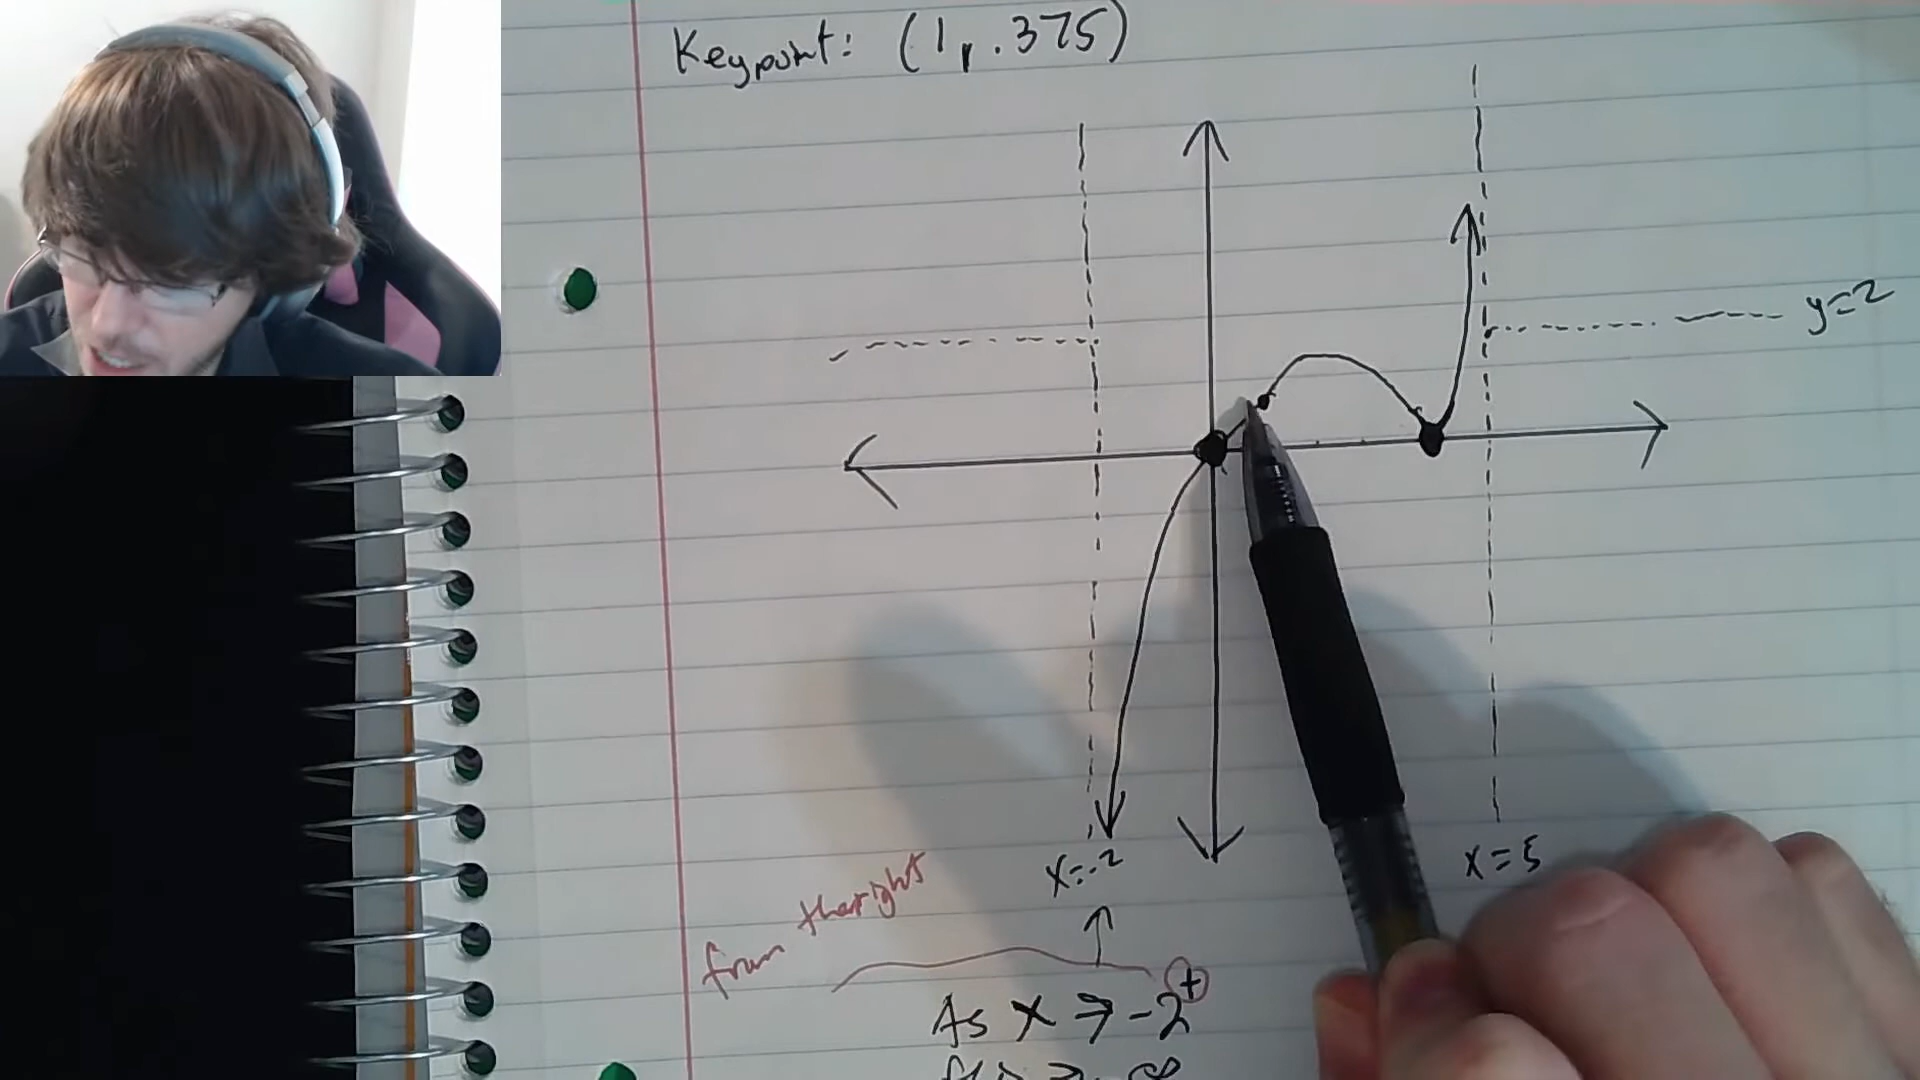 Keypoint: (1, .375)
y=2
x=-2
x=5
from the right
As x → -2⁺